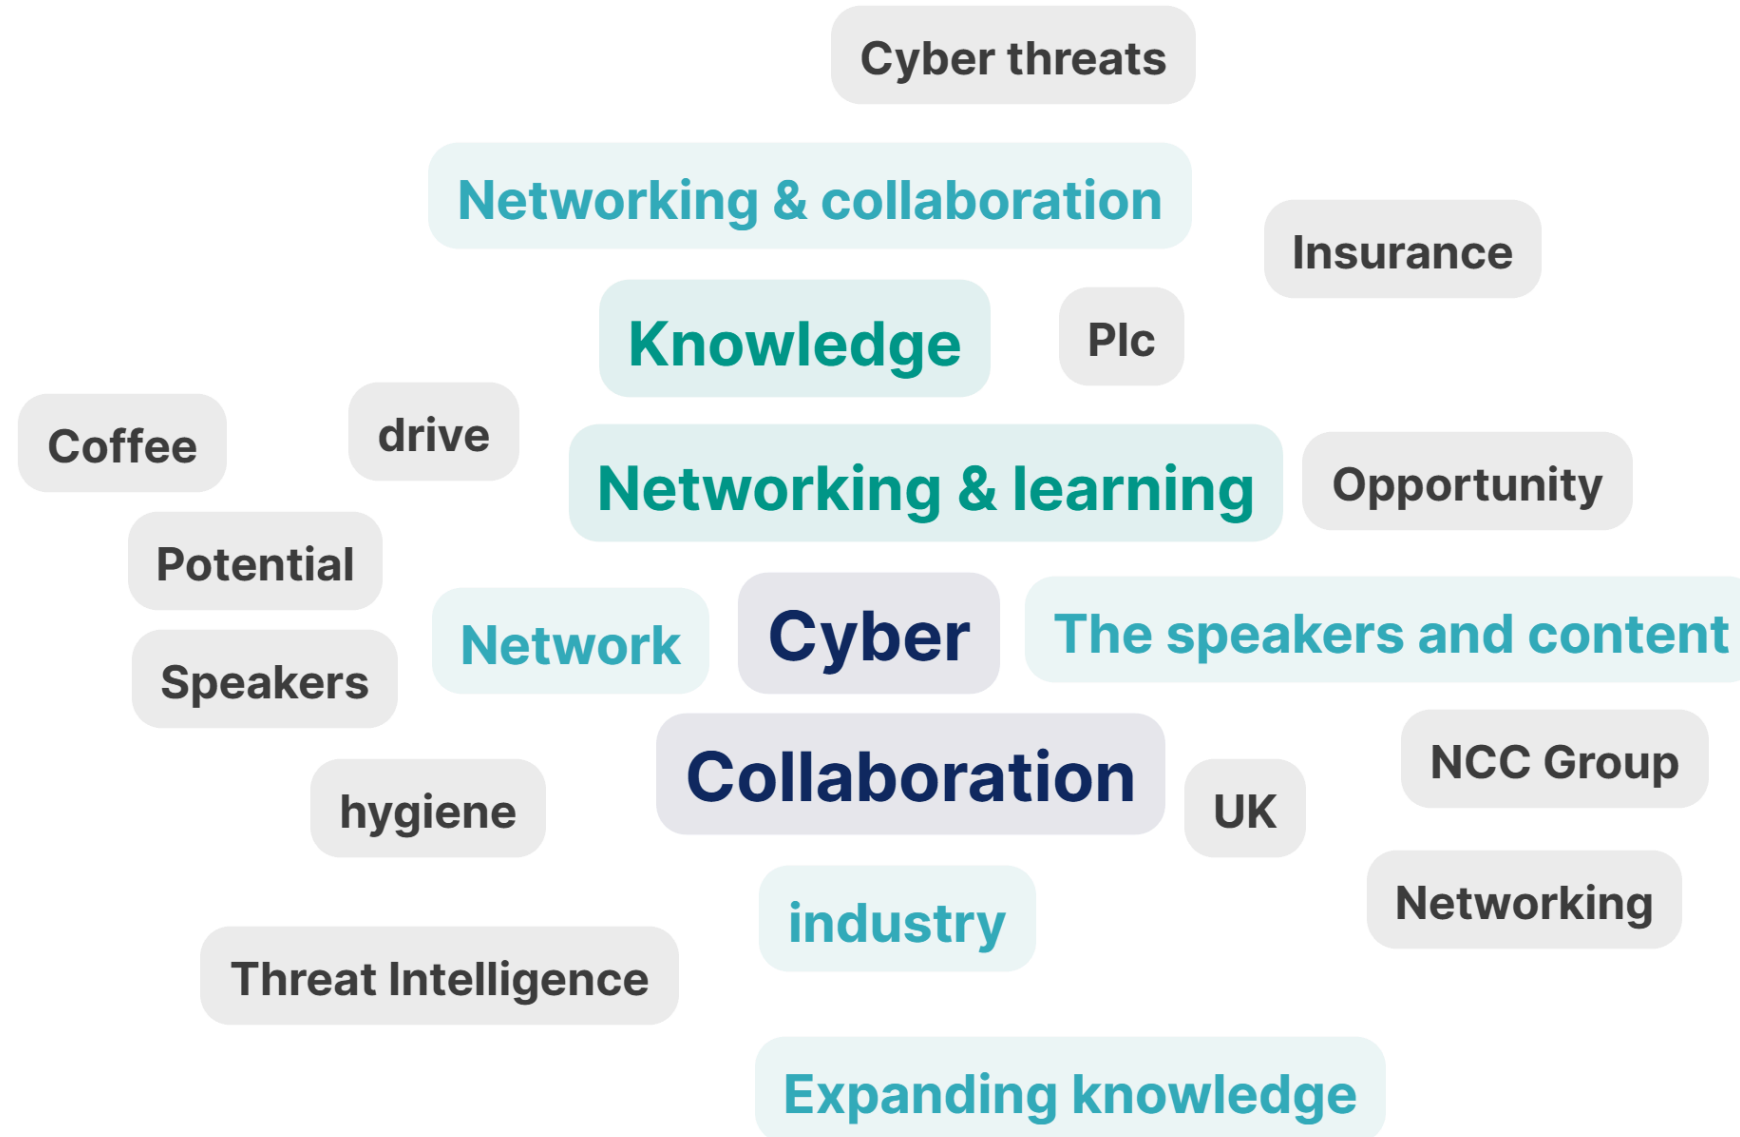 Cyber threats
Networking & collaboration
Insurance
Knowledge
Plc
Coffee
drive
Networking & learning
Opportunity
Potential
Network
Cyber
The speakers and content
Speakers
Collaboration
NCC Group
hygiene
UK
industry
Networking
Threat Intelligence
Expanding knowledge